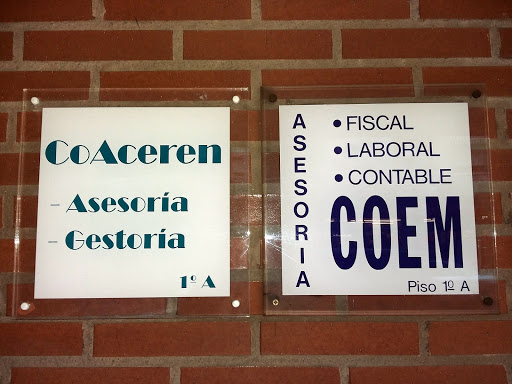 CoAceren
- Asesoría
- Gestoría
1º A
ASESORIA
• FISCAL
• LABORAL
• CONTABLE
COEM
Piso 1º A